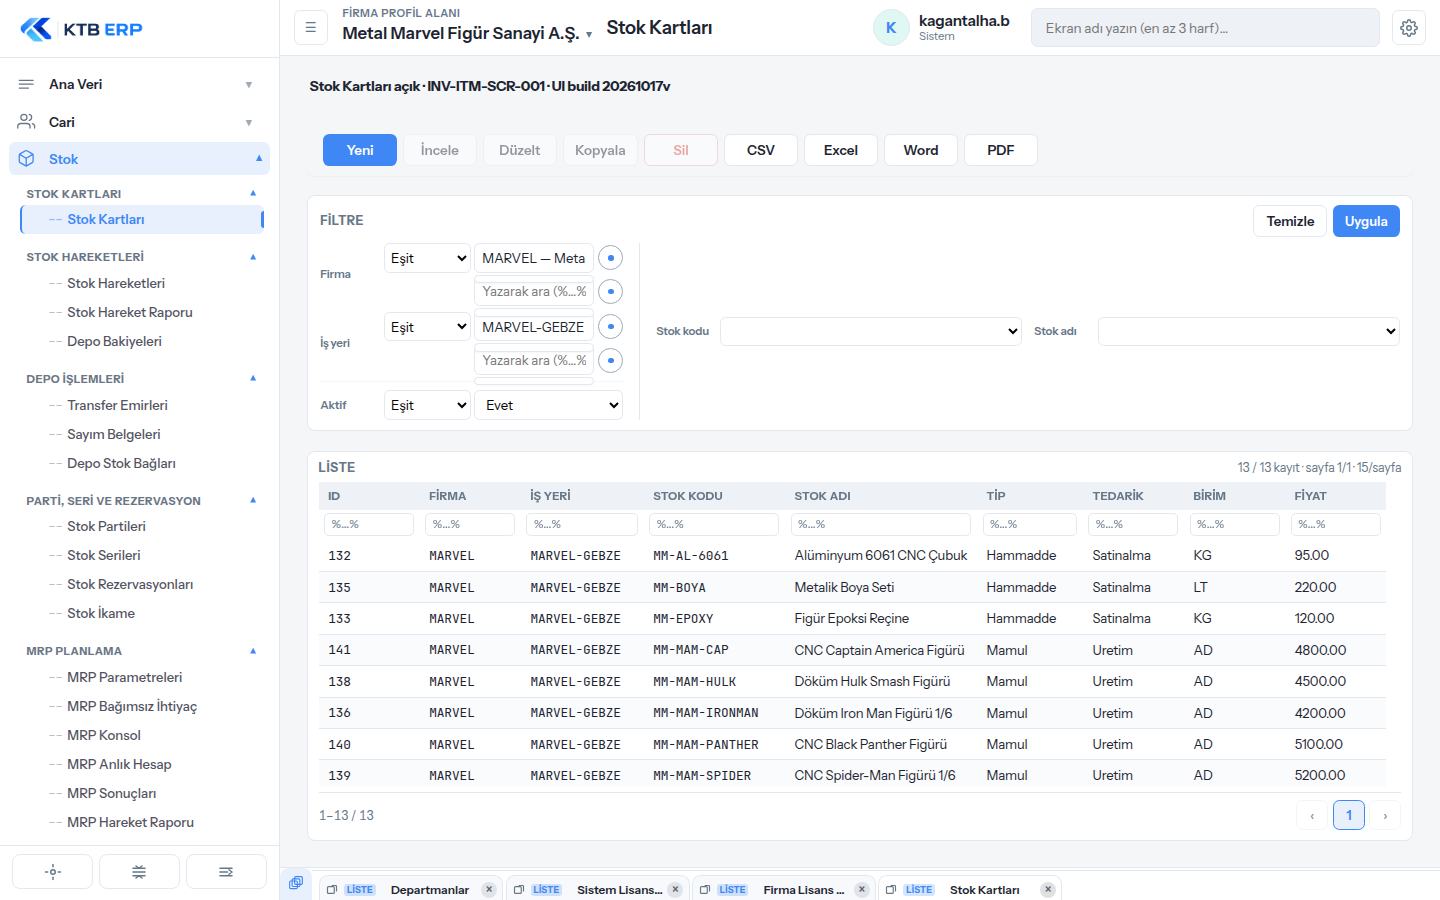 KTB ERP
FİRMA PROFİL ALANI
Metal Marvel Figür Sanayi A.Ş. ▾
Stok Kartları
K
kagantalha.b
Sistem
Ekran adı yazın (en az 3 harf)...
Ana Veri
Cari
Stok
STOK KARTLARI
Stok Kartları
STOK HAREKETLERİ
Stok Hareketleri
Stok Hareket Raporu
Depo Bakiyeleri
DEPO İŞLEMLERİ
Transfer Emirleri
Sayım Belgeleri
Depo Stok Bağları
PARTİ, SERİ VE REZERVASYON
Stok Partileri
Stok Serileri
Stok Rezervasyonları
Stok İkame
MRP PLANLAMA
MRP Parametreleri
MRP Bağımsız İhtiyaç
MRP Konsol
MRP Anlık Hesap
MRP Sonuçları
MRP Hareket Raporu
Stok Kartları açık · INV-ITM-SCR-001 · UI build 20261017v
Yeni İncele Düzelt Kopyala Sil CSV Excel Word PDF
FİLTRE
Temizle Uygula
Firma Eşit MARVEL — Meta
Yazarak ara (%...%
İş yeri Eşit MARVEL-GEBZE
Yazarak ara (%...%
Aktif Eşit Evet
Stok kodu
Stok adı
LİSTE
13 / 13 kayıt · sayfa 1/1 · 15/sayfa
ID FİRMA İŞ YERİ STOK KODU STOK ADI TİP TEDARİK BİRİM FİYAT
%...% %...% %...% %...% %...% %...% %...% %...% %...%
132 MARVEL MARVEL-GEBZE MM-AL-6061 Alüminyum 6061 CNC Çubuk Hammadde Satinalma KG 95.00
135 MARVEL MARVEL-GEBZE MM-BOYA Metalik Boya Seti Hammadde Satinalma LT 220.00
133 MARVEL MARVEL-GEBZE MM-EPOXY Figür Epoksi Reçine Hammadde Satinalma KG 120.00
141 MARVEL MARVEL-GEBZE MM-MAM-CAP CNC Captain America Figürü Mamul Uretim AD 4800.00
138 MARVEL MARVEL-GEBZE MM-MAM-HULK Döküm Hulk Smash Figürü Mamul Uretim AD 4500.00
136 MARVEL MARVEL-GEBZE MM-MAM-IRONMAN Döküm Iron Man Figürü 1/6 Mamul Uretim AD 4200.00
140 MARVEL MARVEL-GEBZE MM-MAM-PANTHER CNC Black Panther Figürü Mamul Uretim AD 5100.00
139 MARVEL MARVEL-GEBZE MM-MAM-SPIDER CNC Spider-Man Figürü 1/6 Mamul Uretim AD 5200.00
1–13 / 13
‹ 1 ›
LİSTE Departmanlar ×
LİSTE Sistem Lisans... ×
LİSTE Firma Lisans ... ×
LİSTE Stok Kartları ×